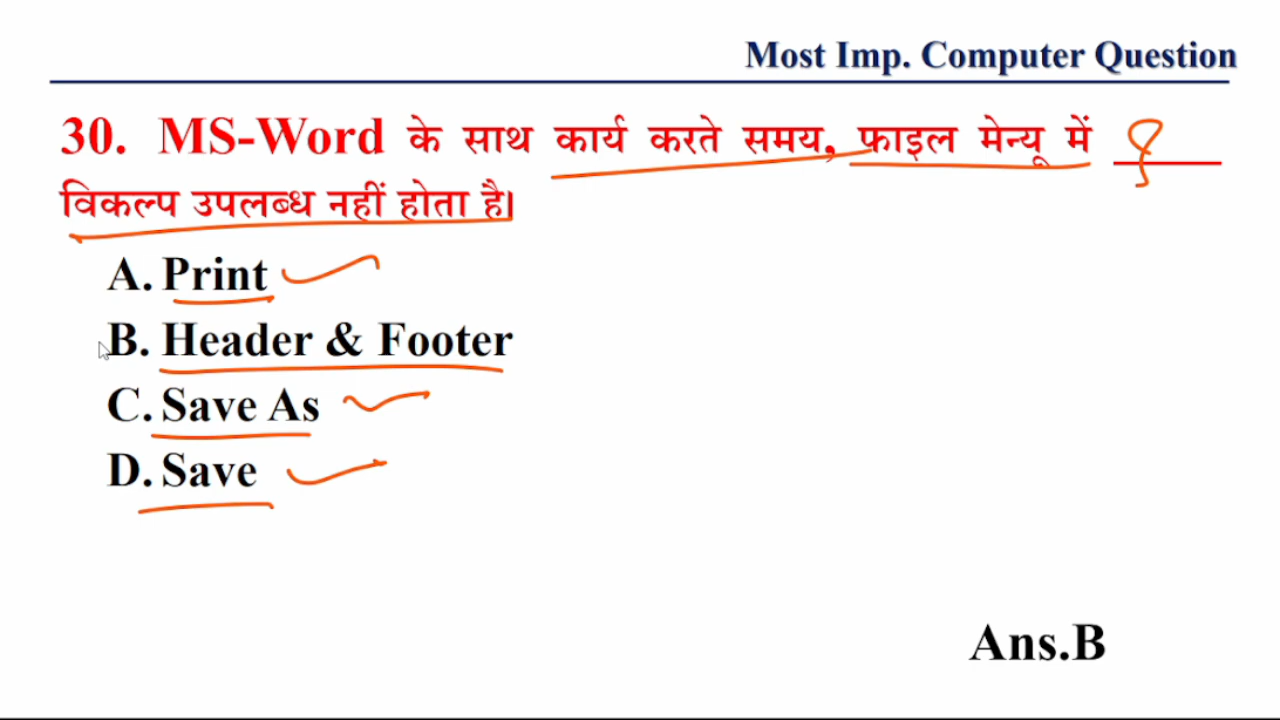 Most Imp. Computer Question
30. MS-Word के साथ कार्य करते समय, फाइल मेन्यू में ______
विकल्प उपलब्ध नहीं होता है।
A. Print
B. Header & Footer
C. Save As
D. Save
Ans.B